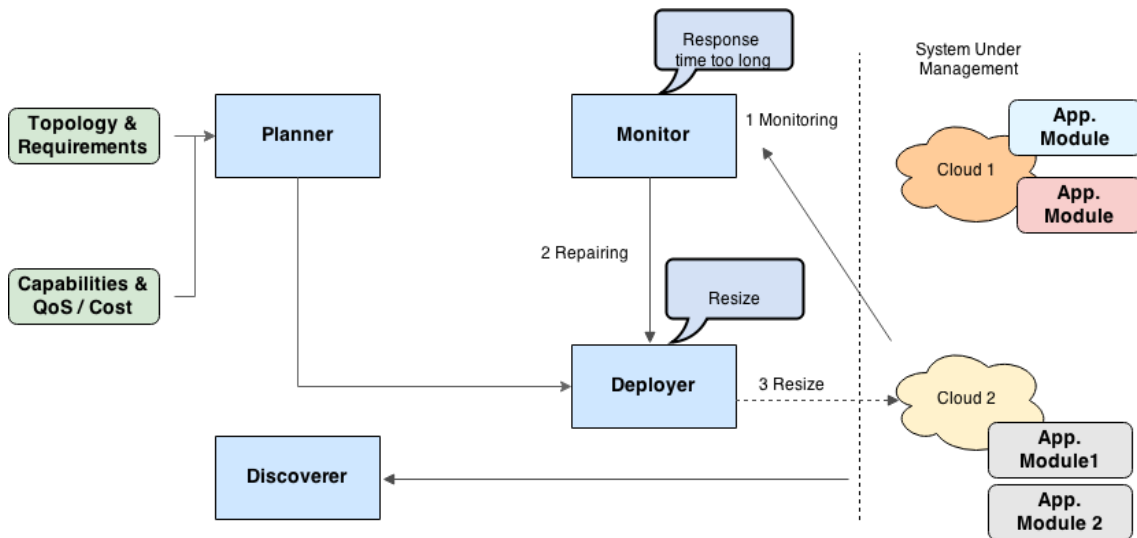 Response
time too long
System Under
Management
Topology &
Requirements
Planner
Monitor
1 Monitoring
App.
Module
Cloud 1
App.
Module
2 Repairing
Capabilities &
QoS / Cost
Resize
Deployer
3 Resize
Cloud 2
App.
Module1
Discoverer
App.
Module 2